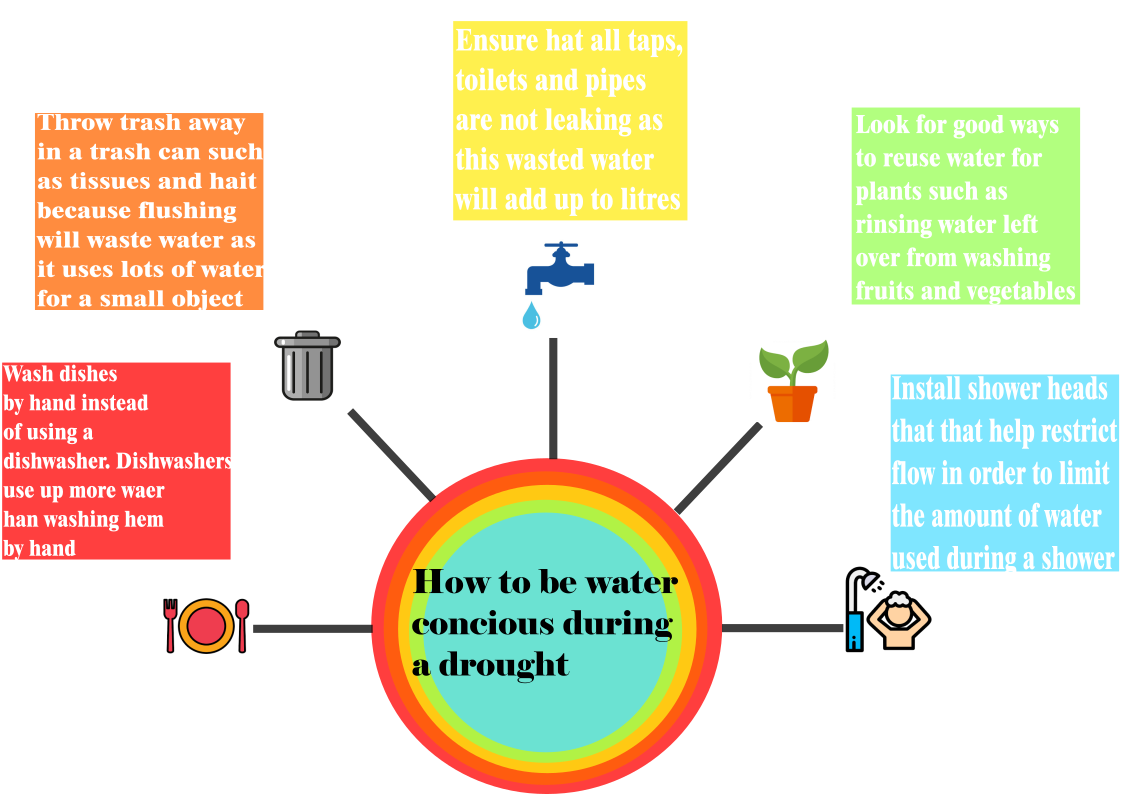 Ensure hat all taps,
toilets and pipes
are not leaking as
this wasted water
will add up to litres
Throw trash away
in a trash can such
as tissues and hait
because flushing
will waste water as
it uses lots of water
for a small object
Look for good ways
to reuse water for
plants such as
rinsing water left
over from washing
fruits and vegetables
Wash dishes
by hand instead
of using a
dishwasher. Dishwashers
use up more waer
han washing hem
by hand
Install shower heads
that that help restrict
flow in order to limit
the amount of water
used during a shower
How to be water
concious during
a drought